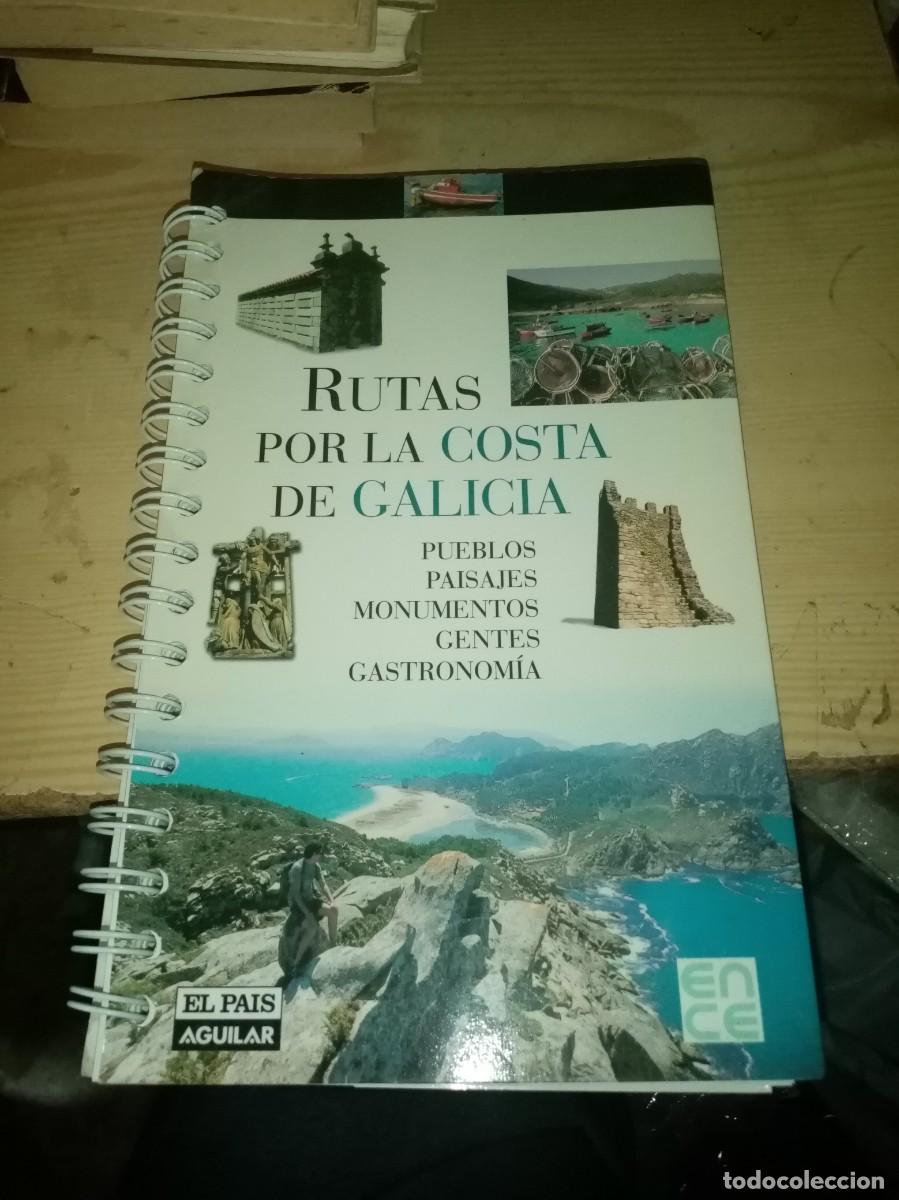 RUTAS
POR LA COSTA
DE GALICIA
PUEBLOS
PAISAJES
MONUMENTOS
GENTES
GASTRONOMÍA
EL PAIS
AGUILAR
EN
CE
todocoleccion